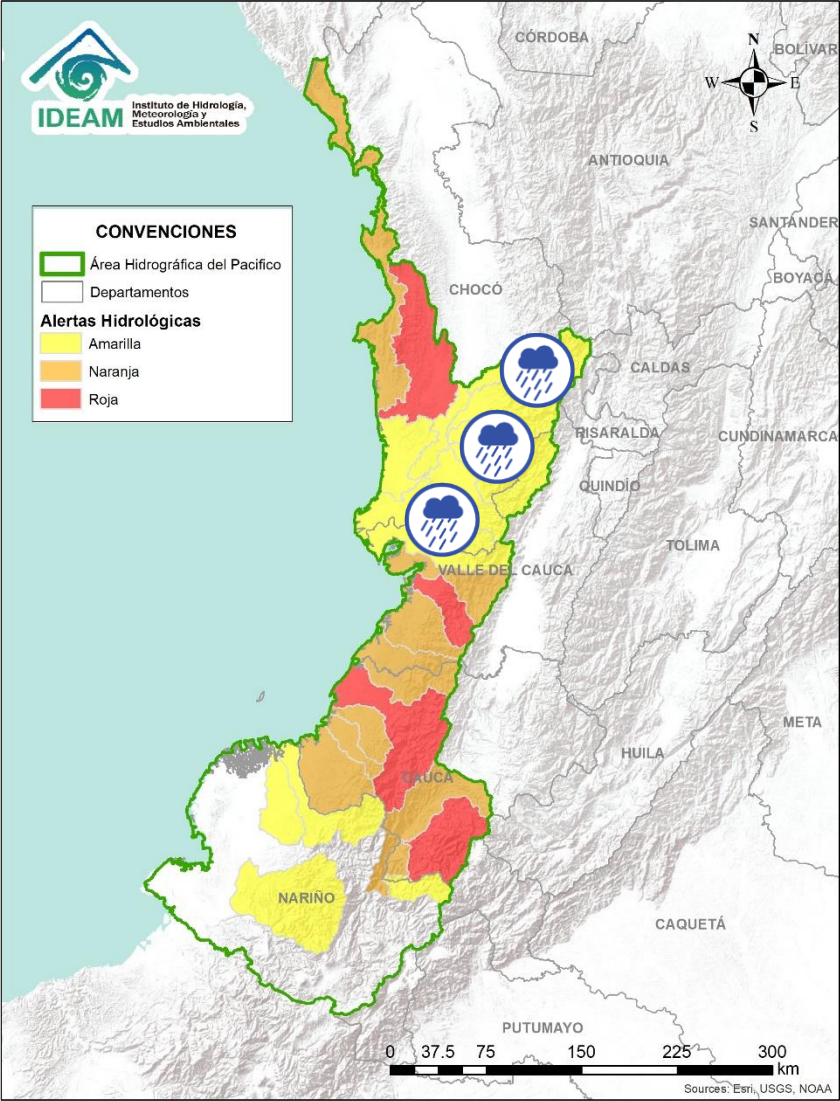 IDEAM
Instituto de Hidrología,
Meteorología y
Estudios Ambientales
N
W
E
S
CÓRDOBA
BOLÍVAR
ANTIOQUIA
SANTANDER
BOYACÁ
CHOCÓ
CALDAS
RISARALDA
CUNDINAMARCA
QUINDÍO
TOLIMA
VALLE DEL CAUCA
META
HUILA
CAUCA
NARIÑO
CAQUETÁ
PUTUMAYO
CONVENCIONES
Área Hidrográfica del Pacifico
Departamentos
Alertas Hidrológicas
Amarilla
Naranja
Roja
0 37.5 75 150 225 300
km
Sources: Esri, USGS, NOAA